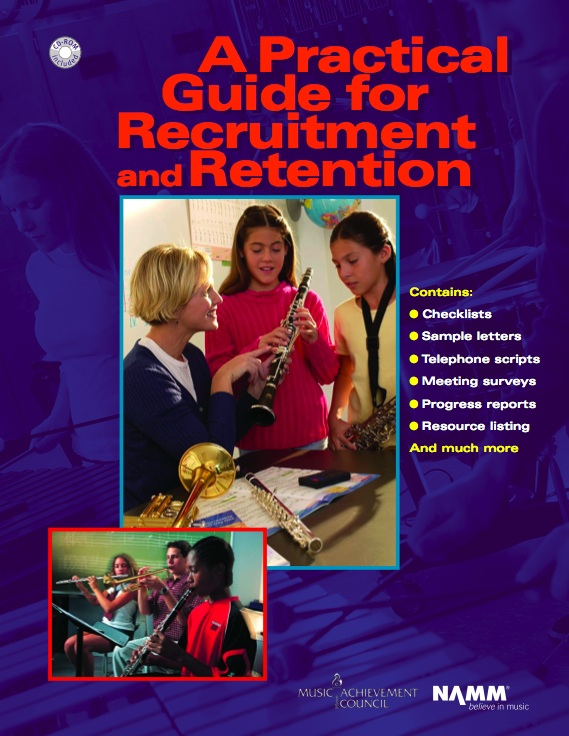 CD-ROM
included
A Practical
Guide for
Recruitment
and Retention
Contains:
Checklists
Sample letters
Telephone scripts
Meeting surveys
Progress reports
Resource listing
And much more
MUSIC ACHIEVEMENT
COUNCIL
NAMM®
believe in music